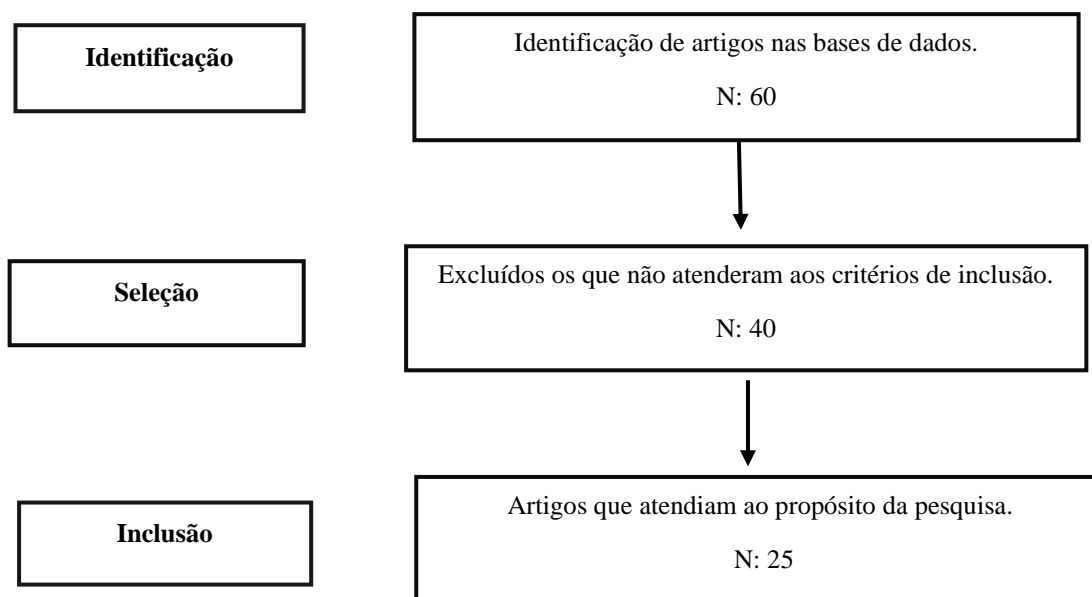 Identificação
Identificação de artigos nas bases de dados.
N: 60
Seleção
Excluídos os que não atenderam aos critérios de inclusão.
N: 40
Inclusão
Artigos que atendiam ao propósito da pesquisa.
N: 25